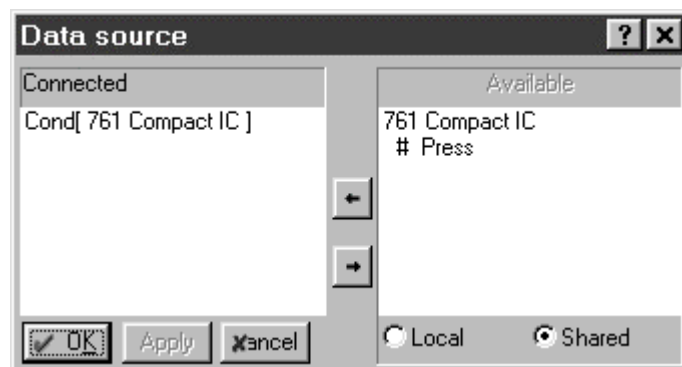 Data source
Connected
Cond[ 761 Compact IC ]
Available
761 Compact IC
# Press
OK
Apply
Xancel
Local
Shared